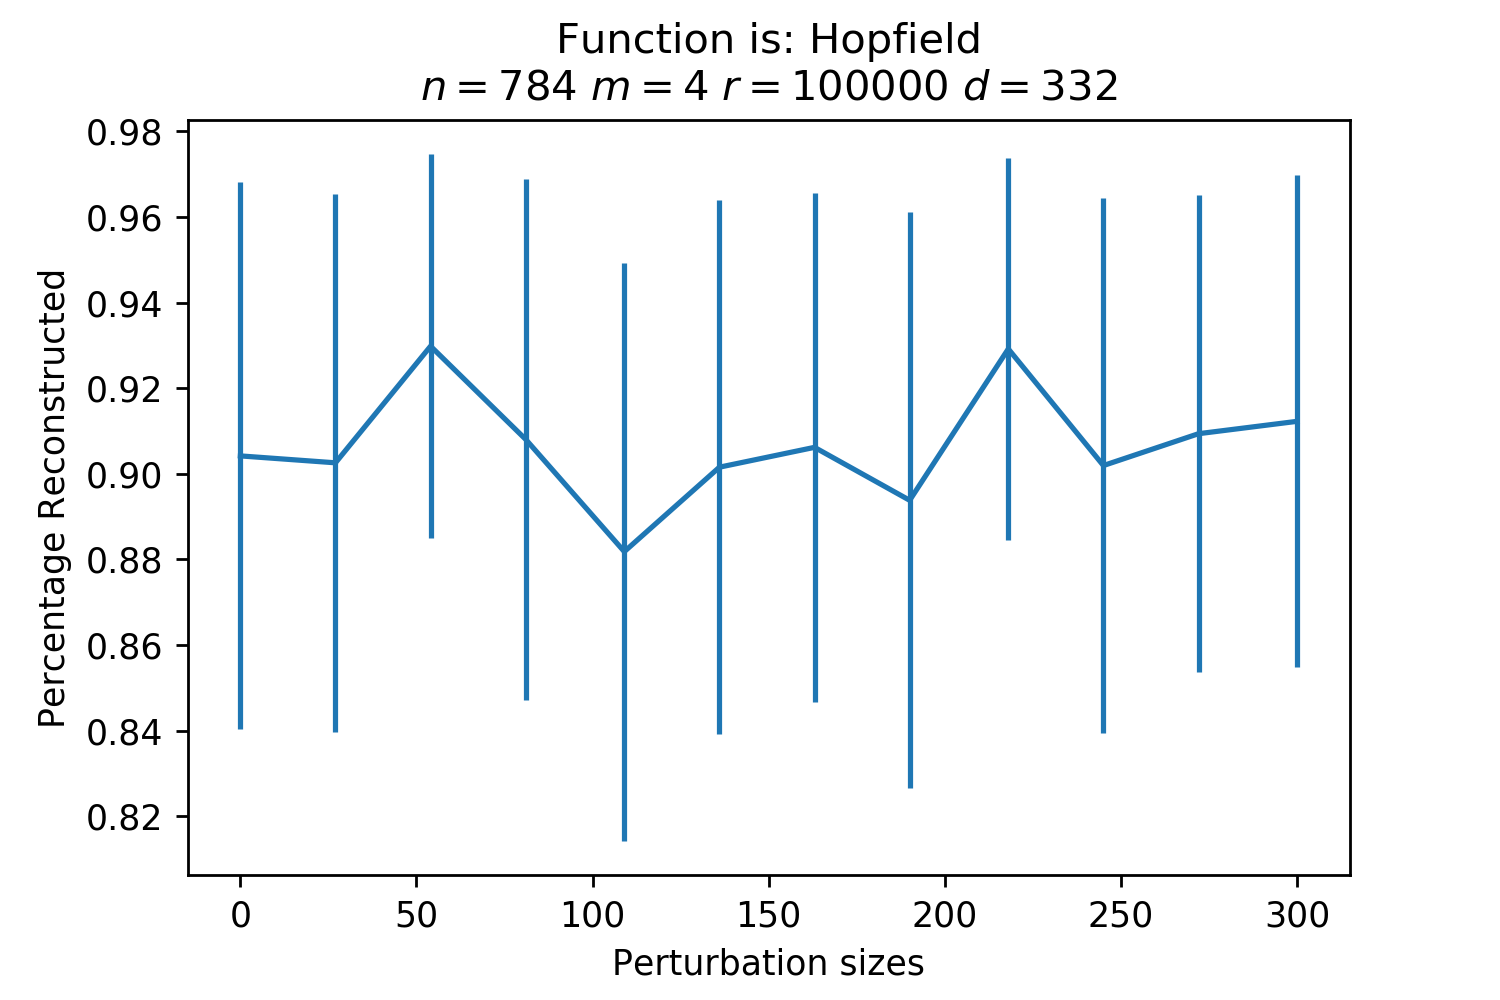 Function is: Hopfield
n = 784 m = 4 r = 100000 d = 332
0.98
0.96
0.94
0.92
0.90
0.88
0.86
0.84
0.82
Percentage Reconstructed
0 50 100 150 200 250 300
Perturbation sizes